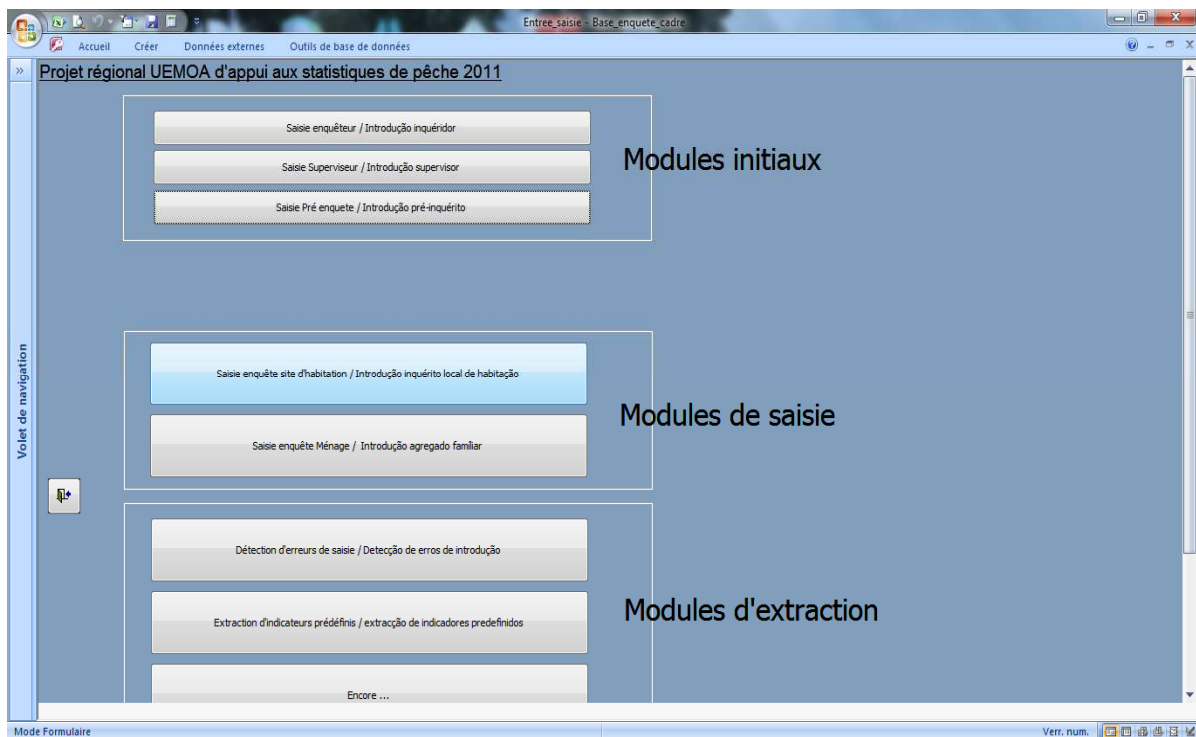 Entree_saisie - Base_enquete_cadre
Accueil Créer Données externes Outils de base de données
Projet régional UEMOA d'appui aux statistiques de pêche 2011
Saisie enquêteur / Introdução inquéridor
Saisie Superviseur / Introdução supervisor
Saisie Pré enquete / Introdução pré-inquérito
Modules initiaux
Volet de navigation
Saisie enquête site d'habitation / Introdução inquérito local de habitação
Saisie enquête Ménage / Introdução agregado famíliar
Modules de saisie
Détection d'erreurs de saisie / Detecção de erros de introdução
Extraction d'indicateurs prédéfinis / extracção de indicadores predefinidos
Encore ...
Modules d'extraction
Mode Formulaire
Verr. num.